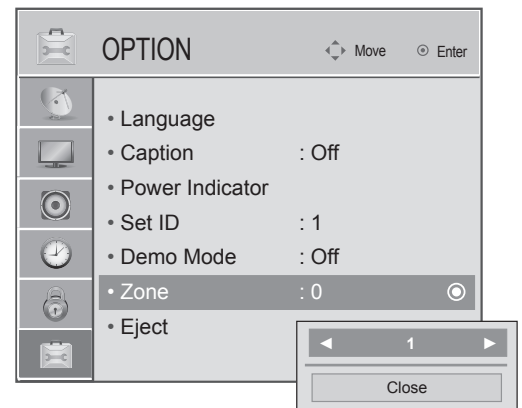 OPTION Move Enter
• Language
• Caption : Off
• Power Indicator
• Set ID : 1
• Demo Mode : Off
• Zone : 0
• Eject
◄ 1 ►
Close